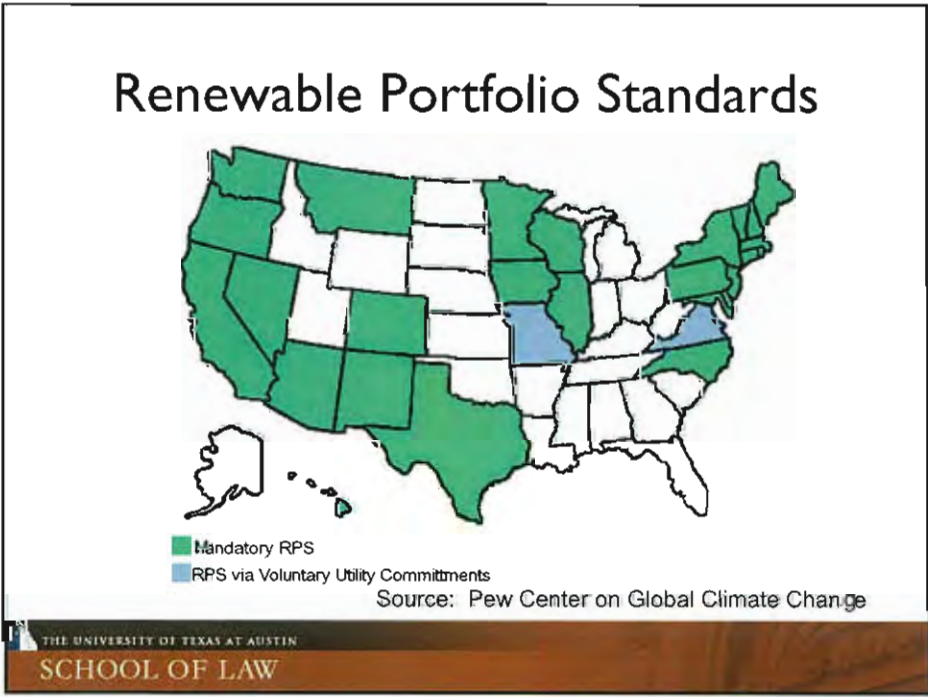 Renewable Portfolio Standards
Mandatory RPS
RPS via Voluntary Utility Committments
Source: Pew Center on Global Climate Change
THE UNIVERSITY OF TEXAS AT AUSTIN
SCHOOL OF LAW